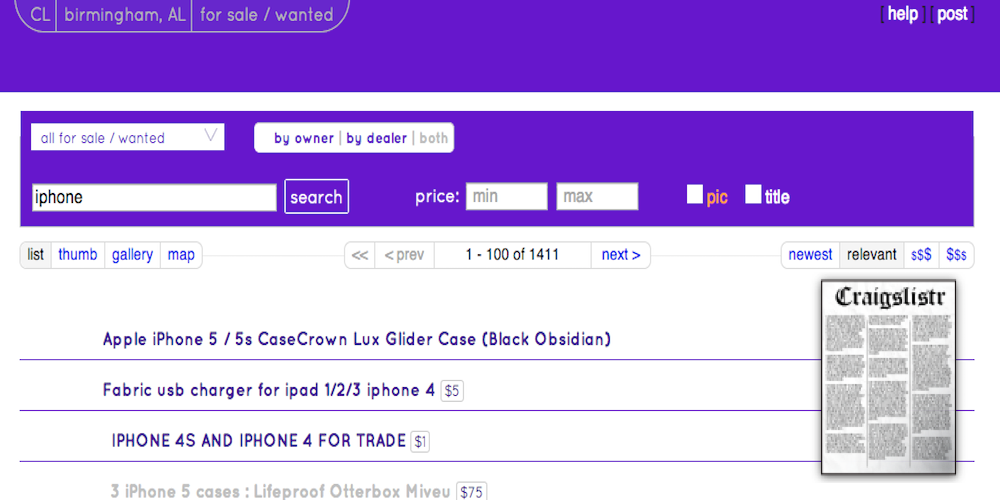 CL birmingham, AL for sale / wanted [ help ] [ post ]
all for sale / wanted by owner | by dealer | both
iphone search price: min max pic title
list thumb gallery map << < prev 1 - 100 of 1411 next > newest relevant s$$ $$s
Craigslistr
Apple iPhone 5 / 5s CaseCrown Lux Glider Case (Black Obsidian)
Fabric usb charger for ipad 1/2/3 iphone 4 $5
IPHONE 4S AND IPHONE 4 FOR TRADE $1
3 iPhone 5 cases : Lifeproof Otterbox Miveu $75